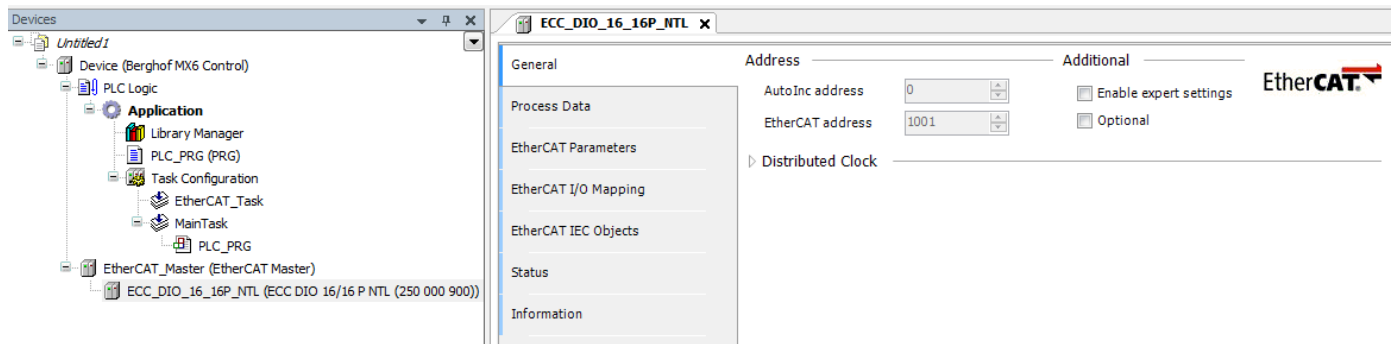 Devices
Untitled1
Device (Berghof MX6 Control)
PLC Logic
Application
Library Manager
PLC_PRG (PRG)
Task Configuration
EtherCAT_Task
MainTask
PLC_PRG
EtherCAT_Master (EtherCAT Master)
ECC_DIO_16_16P_NTL (ECC DIO 16/16 P NTL (250 000 900))
ECC_DIO_16_16P_NTL
General
Process Data
EtherCAT Parameters
EtherCAT I/O Mapping
EtherCAT IEC Objects
Status
Information
Address
AutoInc address 0
EtherCAT address 1001
Distributed Clock
Additional
Enable expert settings
Optional
EtherCAT.